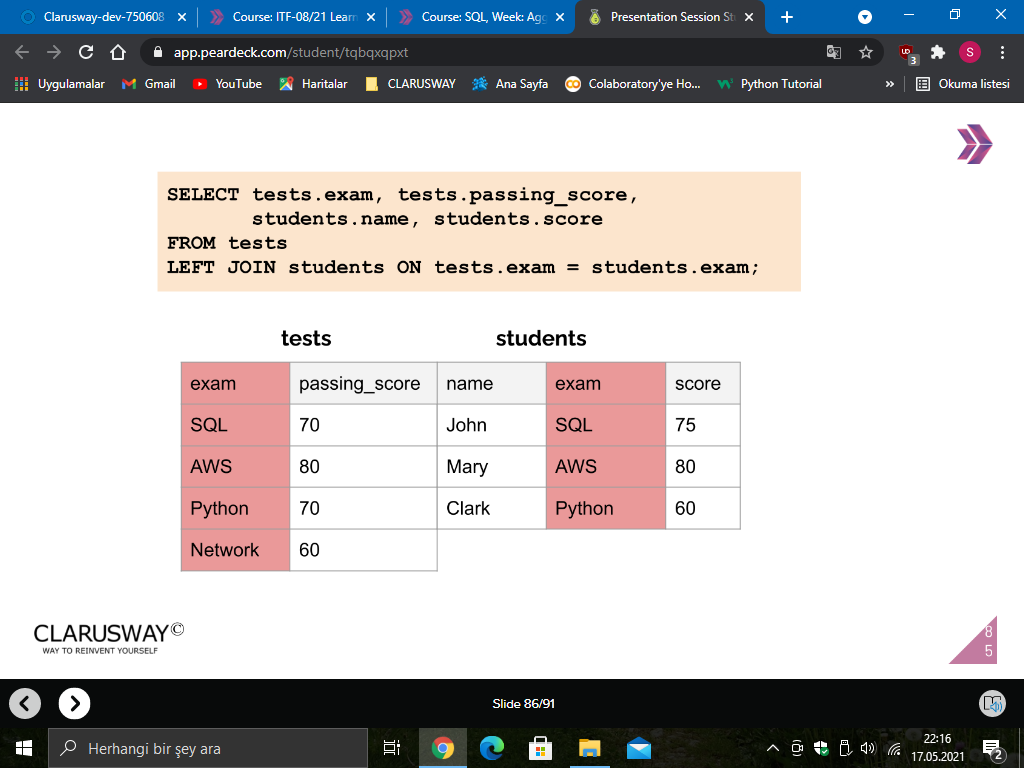 Clarusway-dev-750608
Course: ITF-08/21 Learn
Course: SQL, Week: Agg
Presentation Session St
app.peardeck.com/student/tqbqxqpxt
3
S
Uygulamalar
Gmail
YouTube
Haritalar
CLARUSWAY
Ana Sayfa
Colaboratory'ye Ho...
Python Tutorial
»
Okuma listesi
SELECT tests.exam, tests.passing_score,
students.name, students.score
FROM tests
LEFT JOIN students ON tests.exam = students.exam;
tests students
exam passing_score name exam score
SQL 70 John SQL 75
AWS 80 Mary AWS 80
Python 70 Clark Python 60
Network 60
CLARUSWAY©
WAY TO REINVENT YOURSELF
8
5
Slide 86/91
Herhangi bir şey ara
22:16
17.05.2021
2